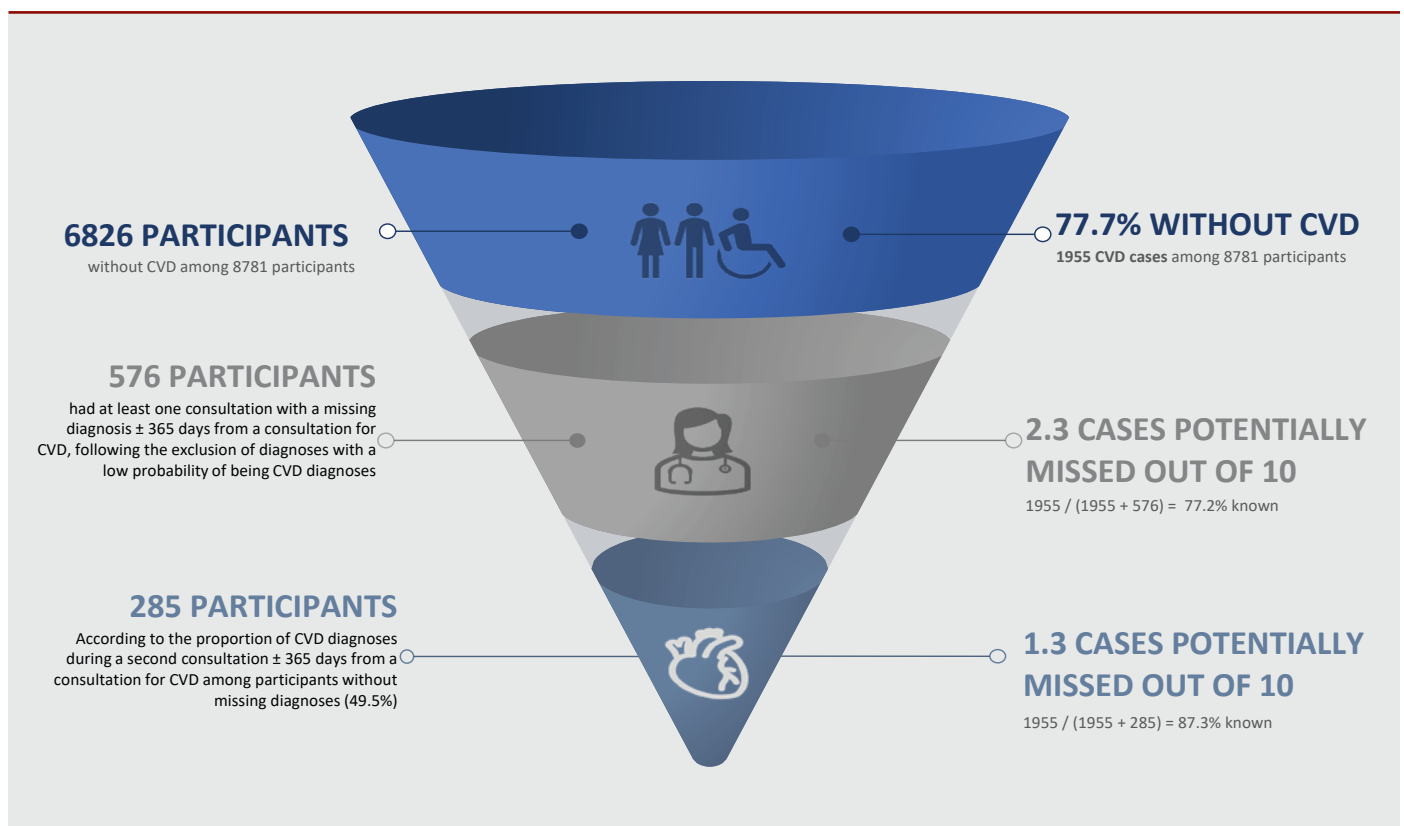 6826 PARTICIPANTS
without CVD among 8781 participants
77.7% WITHOUT CVD
1955 CVD cases among 8781 participants
576 PARTICIPANTS
had at least one consultation with a missing
diagnosis ± 365 days from a consultation for
CVD, following the exclusion of diagnoses with a
low probability of being CVD diagnoses
2.3 CASES POTENTIALLY
MISSED OUT OF 10
1955 / (1955 + 576) = 77.2% known
285 PARTICIPANTS
According to the proportion of CVD diagnoses
during a second consultation ± 365 days from a
consultation for CVD among participants without
missing diagnoses (49.5%)
1.3 CASES POTENTIALLY
MISSED OUT OF 10
1955 / (1955 + 285) = 87.3% known